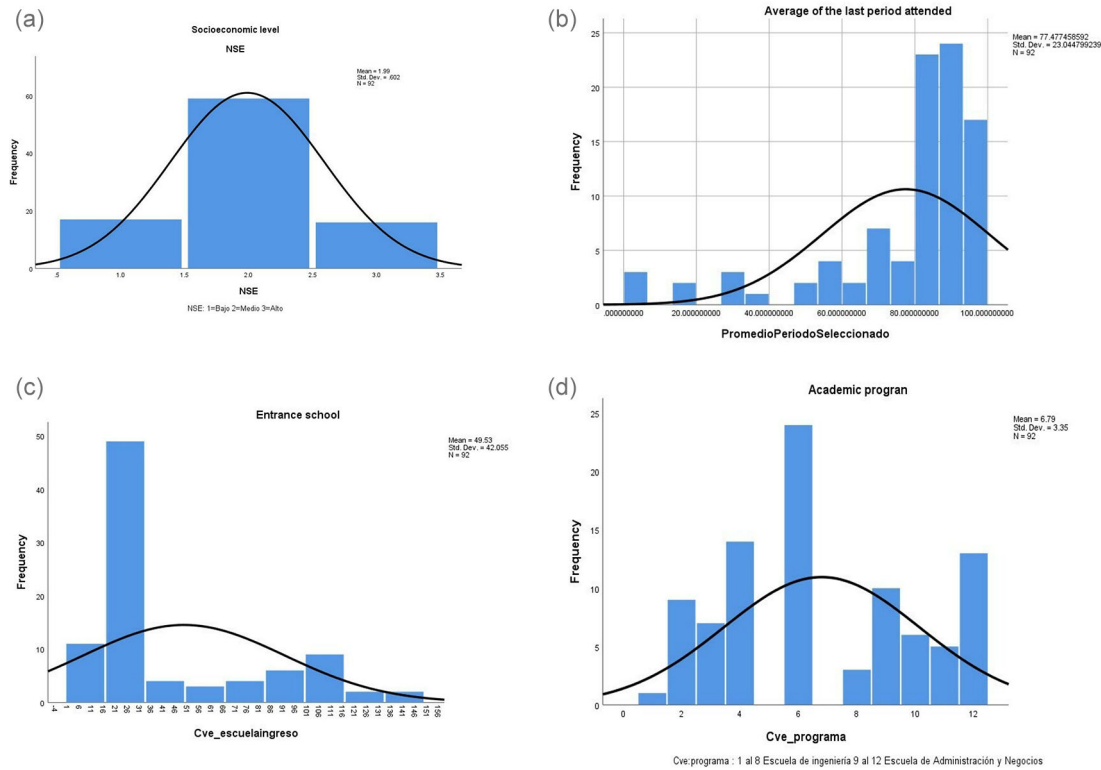 (a)
Socioeconomic level
NSE
Mean = 1.99
Std. Dev. = .602
N = 92
Frequency
60
40
20
0
.5 1.0 1.5 2.0 2.5 3.0 3.5
NSE
NSE: 1=Bajo 2=Medio 3=Alto
(b)
Average of the last period attended
Mean = 77.477458592
Std. Dev. = 23.044799239
N = 92
Frequency
25
20
15
10
5
0
.000000000 20.000000000 40.000000000 60.000000000 80.000000000 100.000000000
PromedioPeriodoSeleccionado
(c)
Entrance school
Mean = 49.53
Std. Dev. = 42.055
N = 92
Frequency
50
40
30
20
10
0
-4 1 6 11 16 21 26 31 36 41 46 51 56 61 66 71 76 81 86 91 96 101 106 111 116 121 126 131 136 141 146 151 156
Cve_escuelaingreso
(d)
Academic progran
Mean = 6.79
Std. Dev. = 3.35
N = 92
Frequency
25
20
15
10
5
0
0 2 4 6 8 10 12
Cve_programa
Cve:programa : 1 al 8 Escuela de ingeniería 9 al 12 Escuela de Administración y Negocios